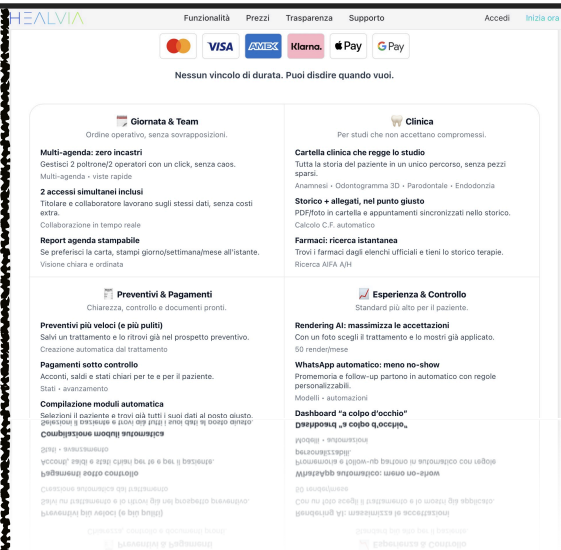 HEALVIA
Funzionalità Prezzi Trasparenza Supporto Accedi Inizia ora
VISA AMEX Klarna. Pay G Pay
Nessun vincolo di durata. Puoi disdire quando vuoi.
Giornata & Team
Ordine operativo, senza sovrapposizioni.
Multi-agenda: zero incastri
Gestisci 2 poltrone/2 operatori con un click, senza caos.
Multi-agenda • viste rapide
2 accessi simultanei inclusi
Titolare e collaboratore lavorano sugli stessi dati, senza costi
extra.
Collaborazione in tempo reale
Report agenda stampabile
Se preferisci la carta, stampi giorno/settimana/mese all'istante.
Visione chiara e ordinata
Clinica
Per studi che non accettano compromessi.
Cartella clinica che regge lo studio
Tutta la storia del paziente in un unico percorso, senza pezzi
sparsi.
Anamnesi • Odontogramma 3D • Parodontale • Endodonzia
Storico + allegati, nel punto giusto
PDF/foto in cartella e appuntamenti sincronizzati nello storico.
Calcolo C.F. automatico
Farmaci: ricerca istantanea
Trovi i farmaci dagli elenchi ufficiali e tieni lo storico terapie.
Ricerca AIFA A/H
Preventivi & Pagamenti
Chiarezza, controllo e documenti pronti.
Preventivi più veloci (e più puliti)
Salvi un trattamento e lo ritrovi già nel prospetto preventivo.
Creazione automatica dal trattamento
Pagamenti sotto controllo
Acconti, saldi e stati chiari per te e per il paziente.
Stati • avanzamento
Compilazione moduli automatica
Selezioni il paziente e trovi già tutti i suoi dati al posto giusto.
Esperienza & Controllo
Standard più alto per il paziente.
Rendering AI: massimizza le accettazioni
Con un foto scegli il trattamento e lo mostri già applicato.
50 render/mese
WhatsApp automatico: meno no-show
Promemoria e follow-up partono in automatico con regole
personalizzabili.
Modelli • automazioni
Dashboard “a colpo d’occhio”